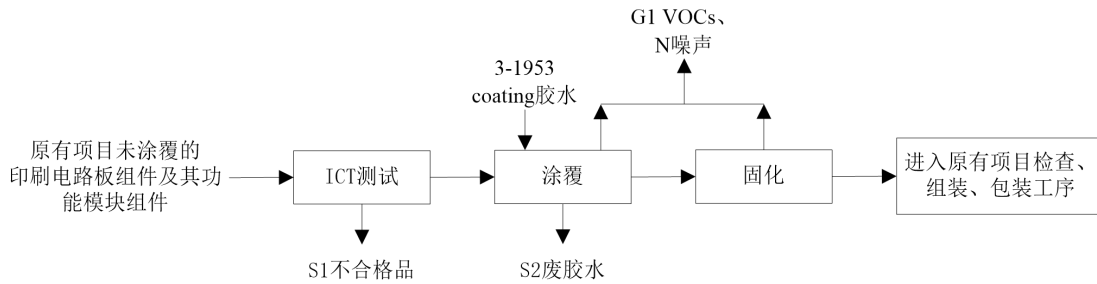 G1 VOCs、
N噪声
3-1953
coating胶水
原有项目未涂覆的
印刷电路板组件及其功
能模块组件
ICT测试
涂覆
固化
进入原有项目检查、
组装、包装工序
S1不合格品
S2废胶水